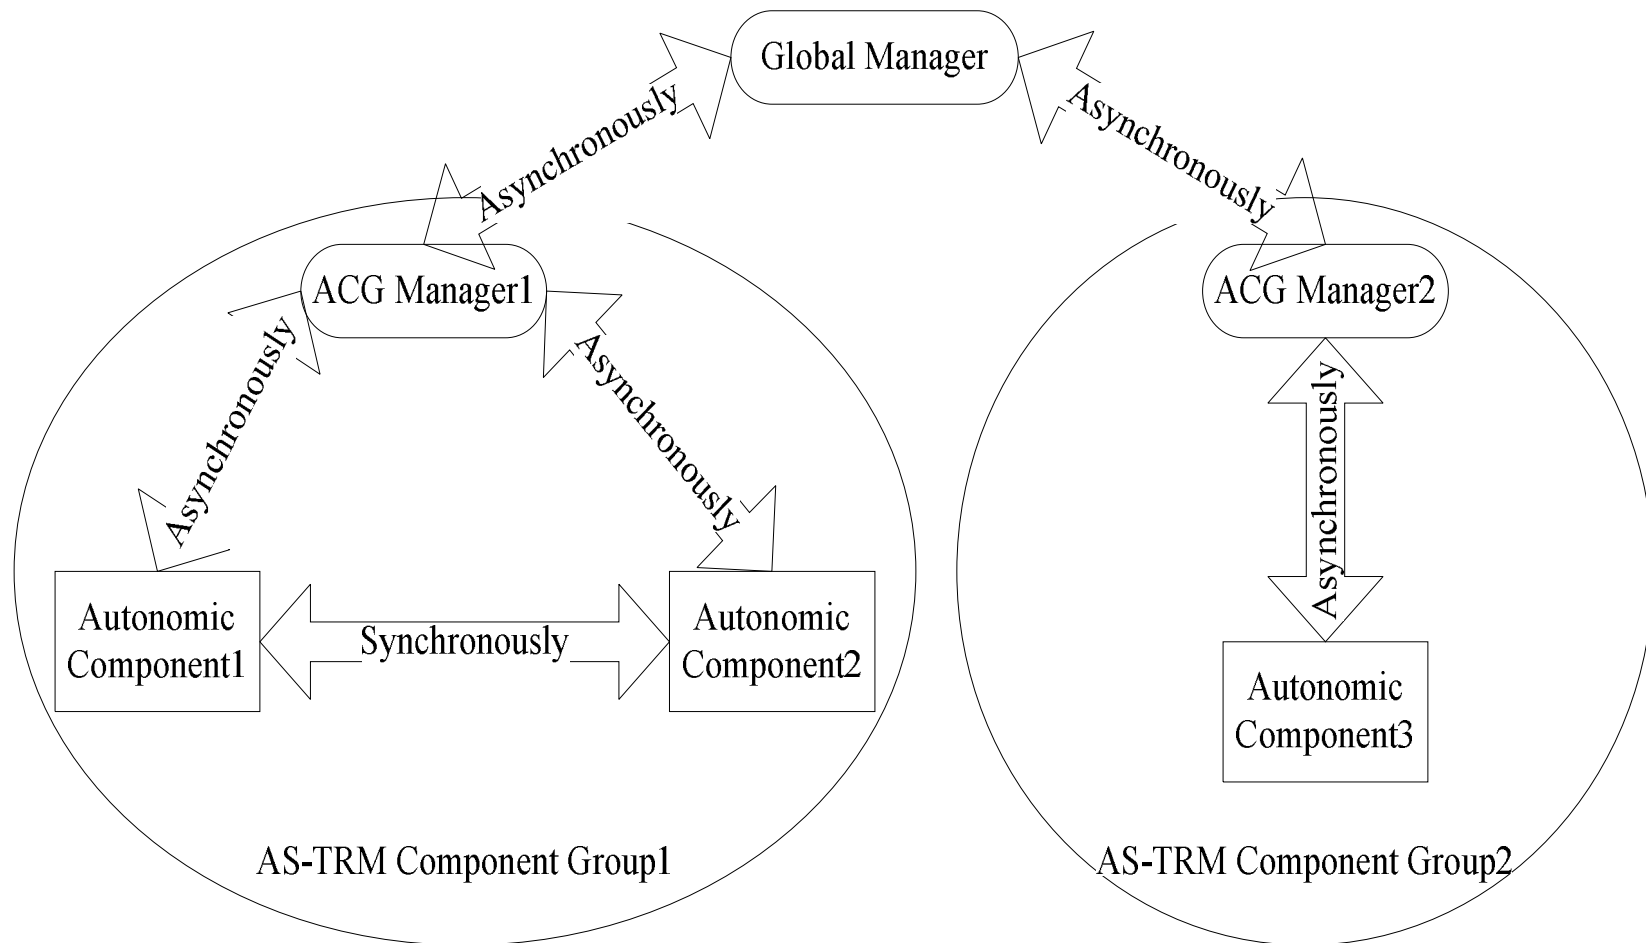 Global Manager
Asynchronously
Asynchronously
ACG Manager1
ACG Manager2
Asynchronously
Asynchronously
Asynchronously
Autonomic
Component1
Synchronously
Autonomic
Component2
Autonomic
Component3
AS-TRM Component Group1
AS-TRM Component Group2